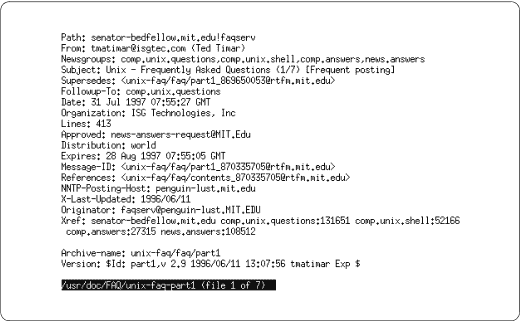 Path: senator-bedfellow.mit.edu!faqserv
From: tmatimar@isgtec.com (Ted Timar)
Newsgroups: comp.unix.questions,comp.unix.shell,comp.answers,news.answers
Subject: Unix - Frequently Asked Questions (1/7) [Frequent posting]
Supersedes: <unix-faq/faq/part1_869650053@rtfm.mit.edu>
Followup-To: comp.unix.questions
Date: 31 Jul 1997 07:55:27 GMT
Organization: ISG Technologies, Inc
Lines: 413
Approved: news-answers-request@MIT.Edu
Distribution: world
Expires: 28 Aug 1997 07:55:05 GMT
Message-ID: <unix-faq/faq/part1_870335705@rtfm.mit.edu>
References: <unix-faq/faq/contents_870335705@rtfm.mit.edu>
NNTP-Posting-Host: penguin-lust.mit.edu
X-Last-Updated: 1996/06/11
Originator: faqserv@penguin-lust.MIT.EDU
Xref: senator-bedfellow.mit.edu comp.unix.questions:131651 comp.unix.shell:52166
comp.answers:27315 news.answers:108512
Archive-name: unix-faq/faq/part1
Version: $Id: part1,v 2.9 1996/06/11 13:07:56 tmatimar Exp $
/usr/doc/FAQ/unix-faq-part1 (file 1 of 7)